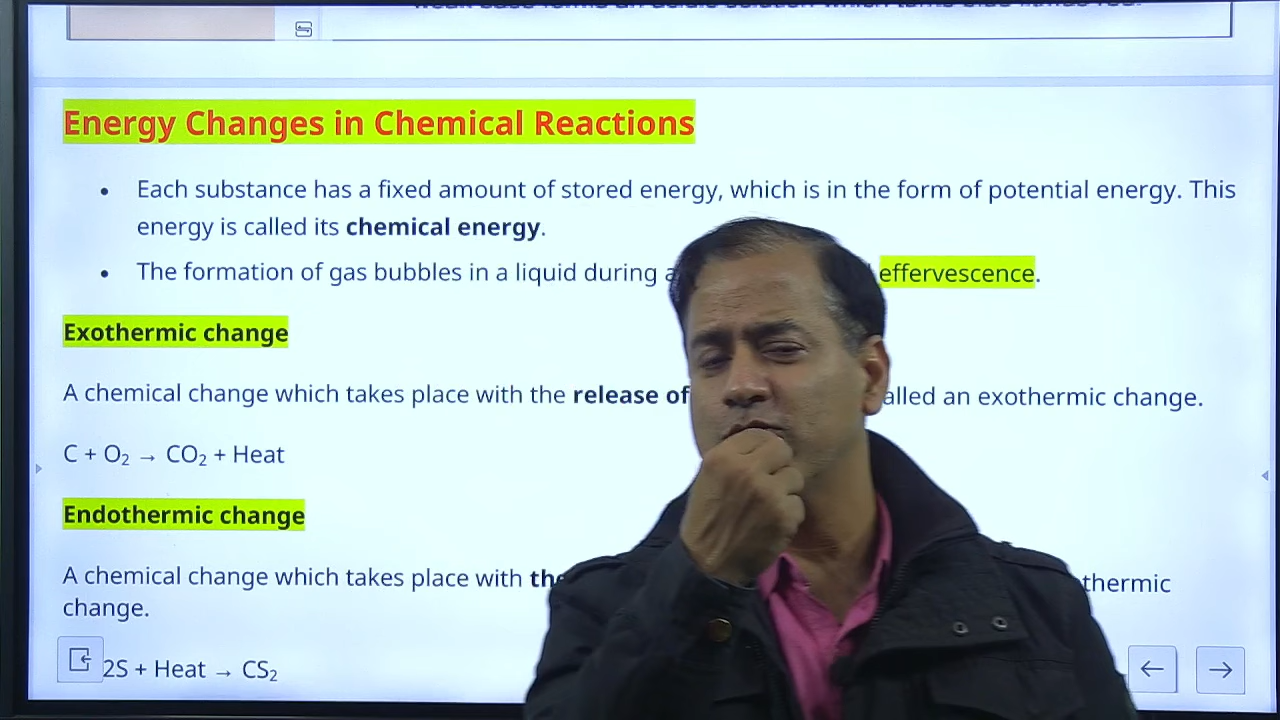 Energy Changes in Chemical Reactions
• Each substance has a fixed amount of stored energy, which is in the form of potential energy. This
energy is called its chemical energy.
• The formation of gas bubbles in a liquid during effervescence.
Exothermic change
A chemical change which takes place with the release of an exothermic change.
C + O₂ → CO₂ + Heat
Endothermic change
A chemical change which takes place with
change.
2S + Heat → CS₂